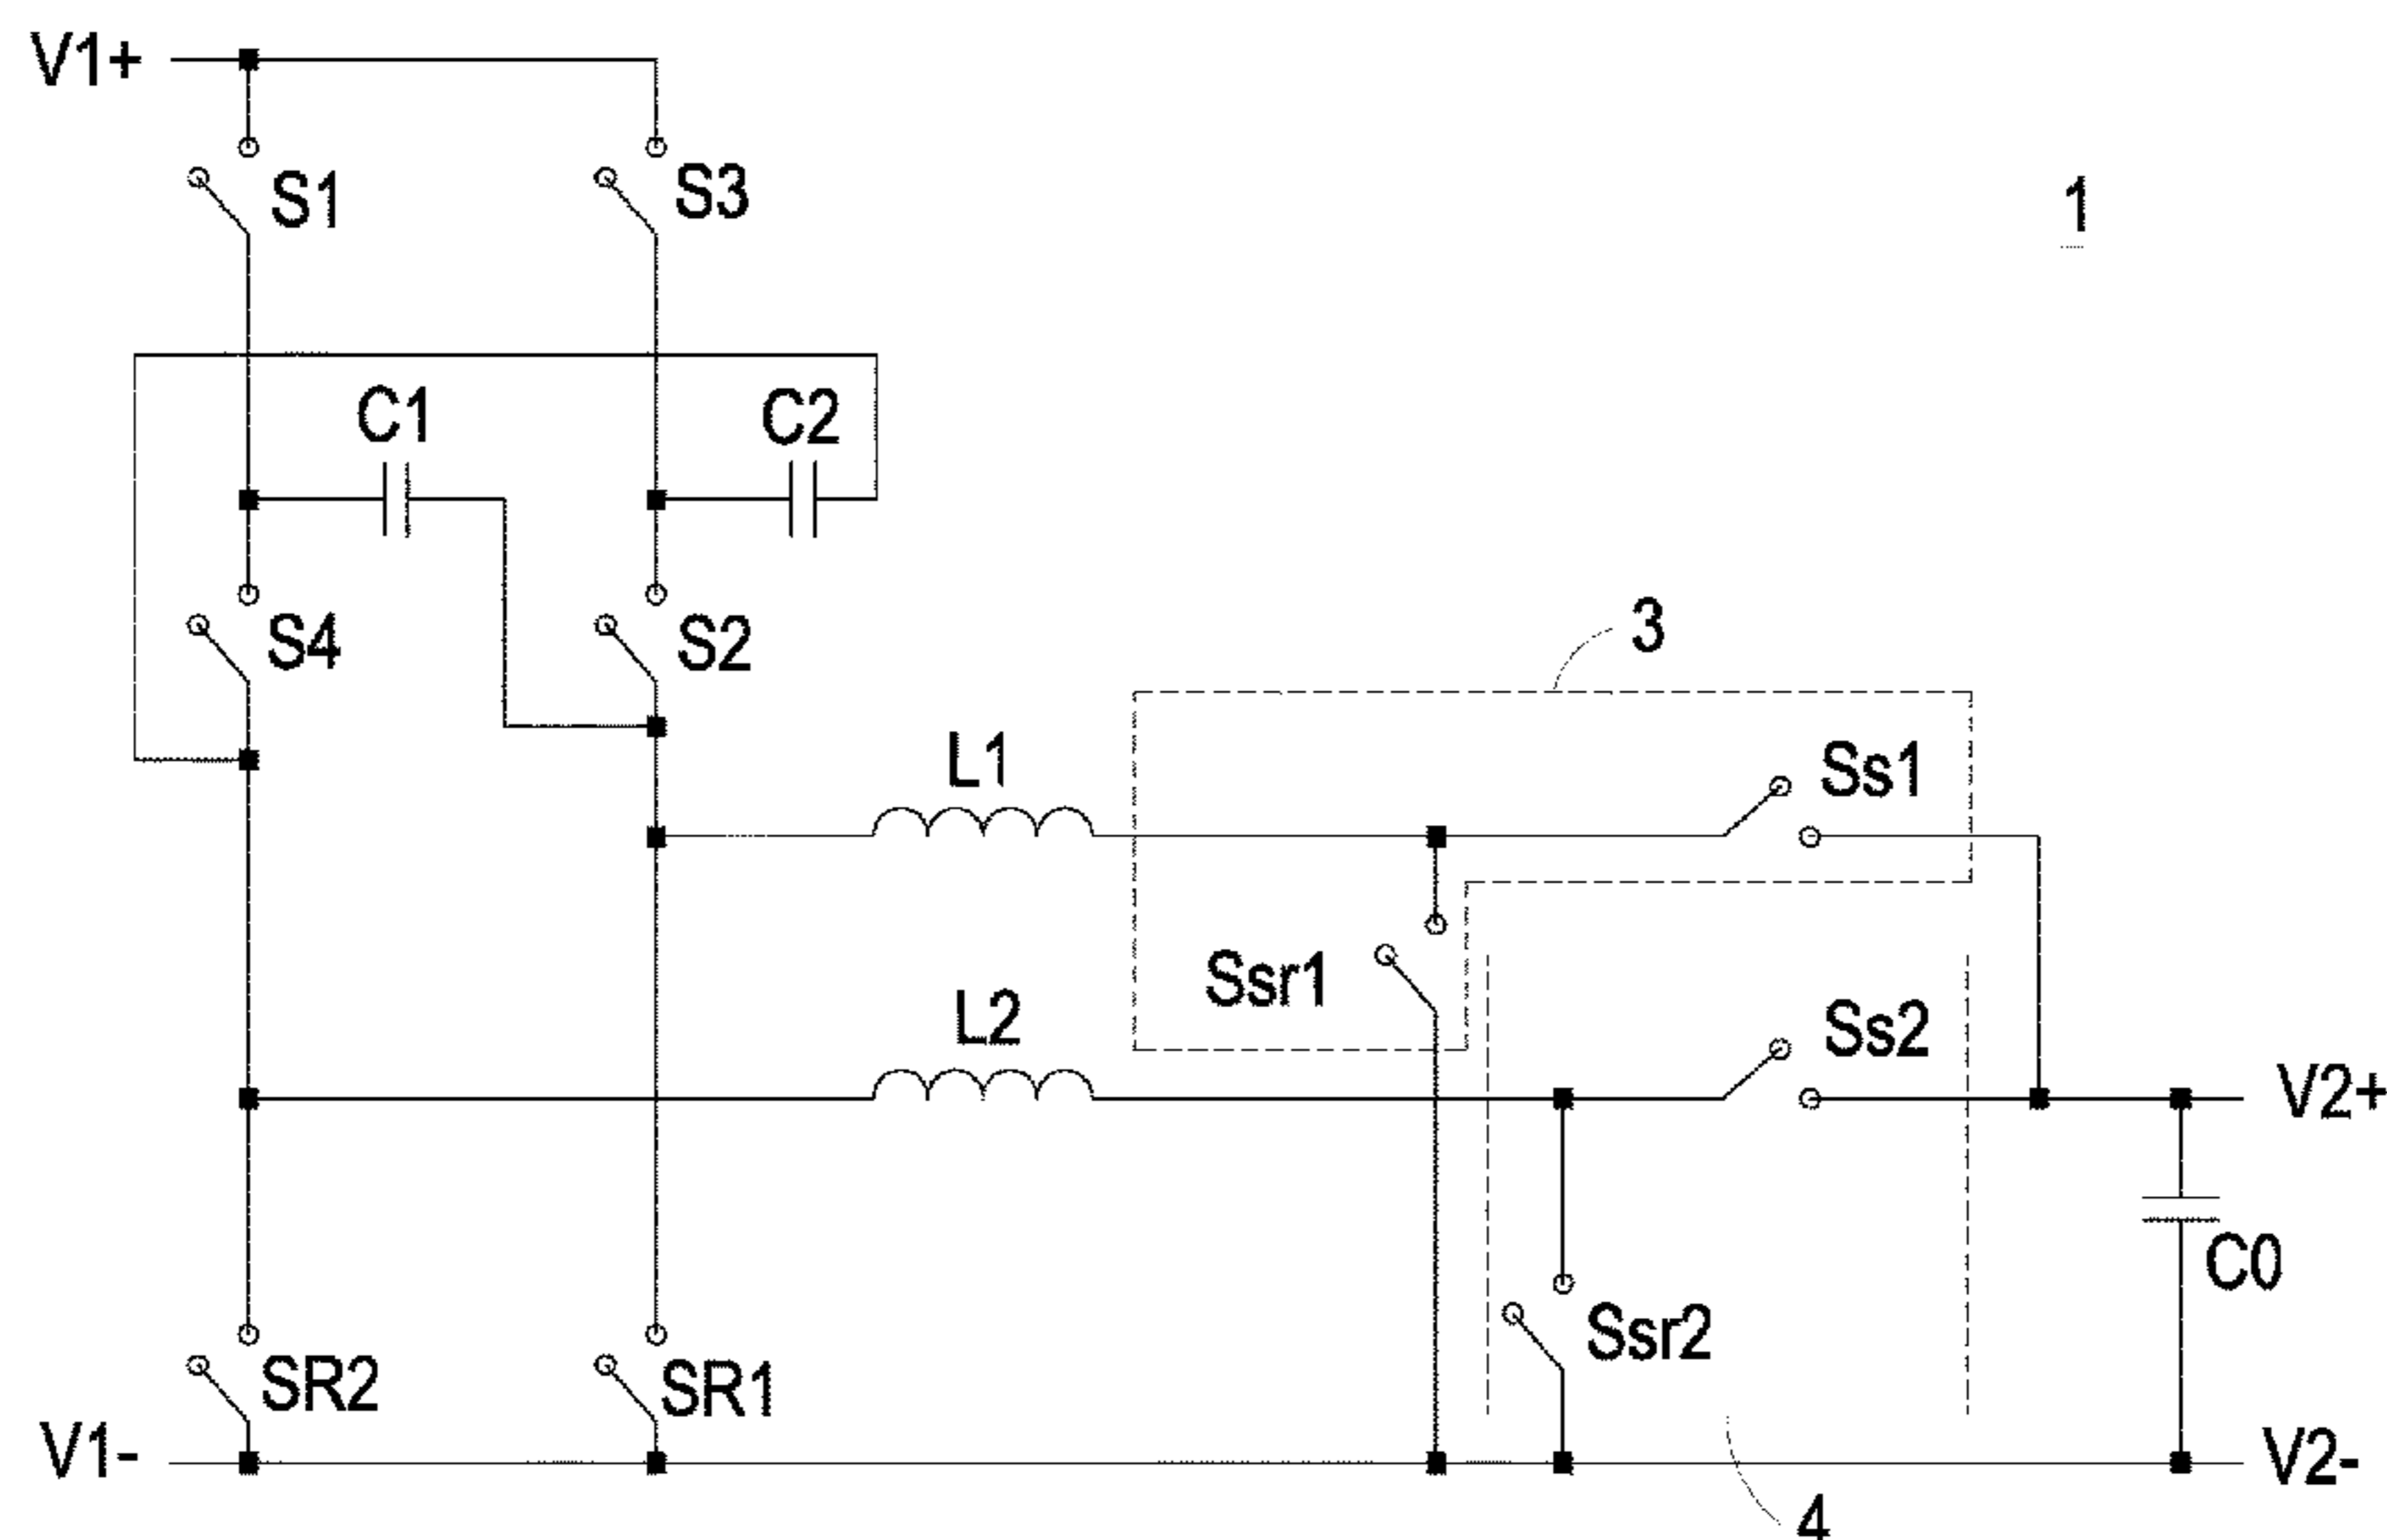 V1+
S1
S3
1
C1
C2
S4
S2
3
L1
Ss1
Ssr1
L2
Ss2
V2+
C0
Ssr2
SR2
SR1
V1-
V2-
4